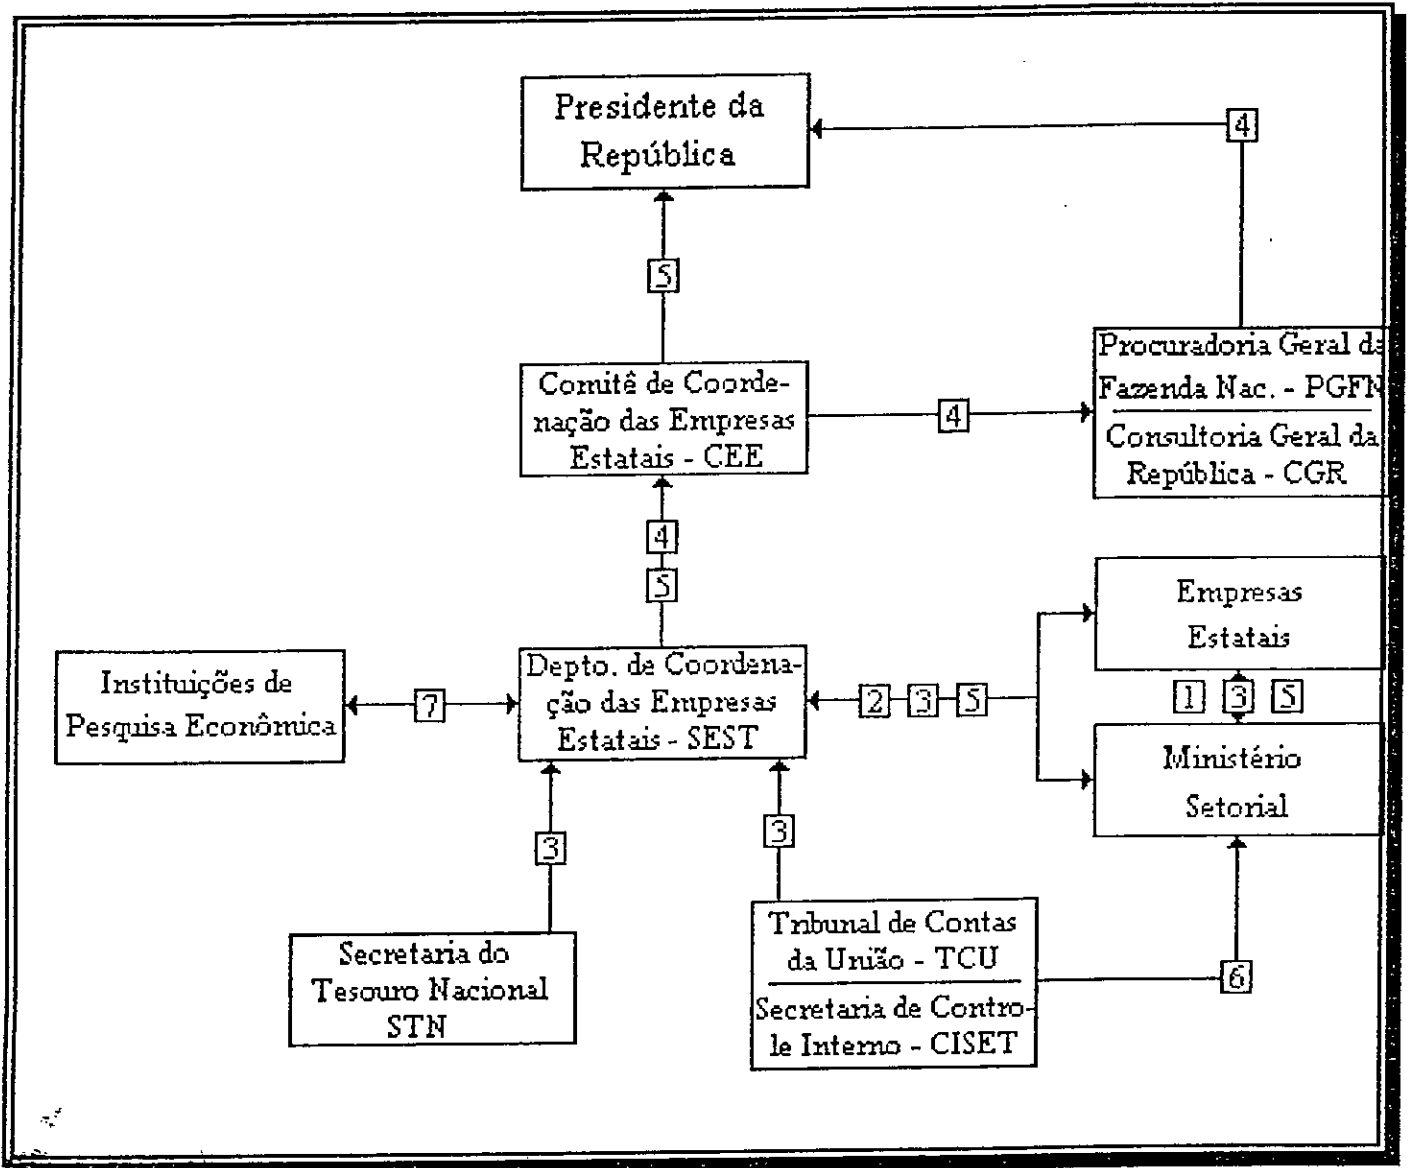 Presidente da
República
4
5
Procuradoria Geral da
Fazenda Nac. - PGFN
Consultoria Geral da
República - CGR
Comitê de Coorde-
nação das Empresas
Estatais - CEE
4
4
5
Empresas
Estatais
Instituições de
Pesquisa Econômica
7
Depto. de Coordena-
ção das Empresas
Estatais - SEST
2 3 5
1 3 5
Ministério
Setorial
3
3
Secretaria do
Tesouro Nacional
STN
Tribunal de Contas
da União - TCU
Secretaria de Contro-
le Interno - CISET
6